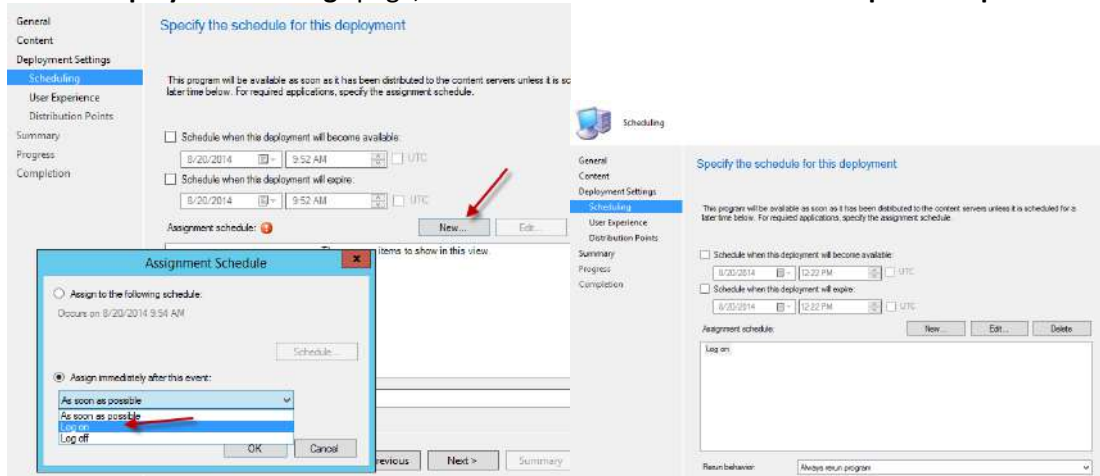 General
Content
Deployment Settings
Scheduling
User Experience
Distribution Points
Summary
Progress
Completion
Specify the schedule for this deployment
This program will be available as soon as it has been distributed to the content servers unless it is sc
later time below. For required applications, specify the assignment schedule.
Schedule when this deployment will become available:
8/20/2014 9:52 AM UTC
Schedule when this deployment will expire:
8/20/2014 9:52 AM UTC
Assignment schedule: New... Edit...
items to show in this view.
Assignment Schedule x
Assign to the following schedule:
Occurs on 8/20/2014 9:54 AM
Schedule...
Assign immediately after this event:
As soon as possible
As soon as possible
Log on
Log off
OK Cancel
revious Next > Summary
Scheduling
General
Content
Deployment Settings
Scheduling
User Experience
Distribution Points
Summary
Progress
Completion
Specify the schedule for this deployment
This program will be available as soon as it has been distributed to the content servers unless it is scheduled for a
later time below. For required applications, specify the assignment schedule.
Schedule when this deployment will become available:
8/20/2014 12:22 PM UTC
Schedule when this deployment will expire:
8/20/2014 12:22 PM UTC
Assignment schedule: New... Edit... Delete
Log on
Rerun behavior: Always rerun program